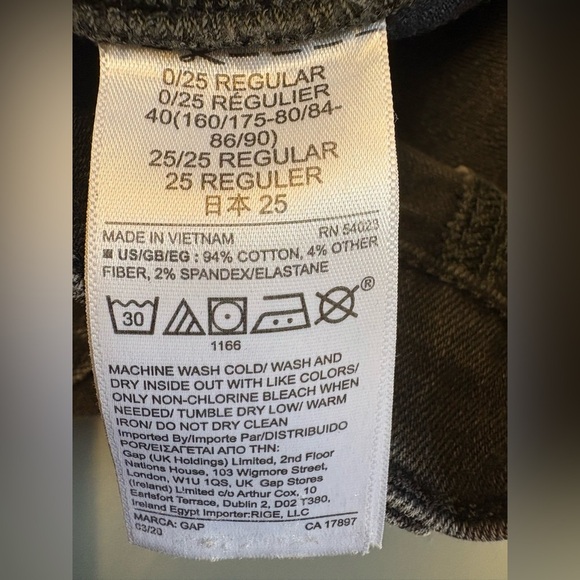 0/25 REGULAR
0/25 RÉGULIER
40(160/175-80/84-
86/90)
25/25 REGULAR
25 REGULER
日本 25
MADE IN VIETNAM RN 54023
US/GB/EG : 94% COTTON, 4% OTHER
FIBER, 2% SPANDEX/ELASTANE
30
®
1166
MACHINE WASH COLD/ WASH AND
DRY INSIDE OUT WITH LIKE COLORS/
ONLY NON-CHLORINE BLEACH WHEN
NEEDED/ TUMBLE DRY LOW/ WARM
IRON/ DO NOT DRY CLEAN
Imported By/Importe Par/DISTRIBUIDO
POR/ΕΙΣΑΓΕΤΑΙ ΑΠΟ ΤΗΝ:
Gap (UK Holdings) Limited, 2nd Floor
Nations House, 103 Wigmore Street,
London, W1U 1QS, UK Gap Stores
(Ireland) Limited c/o Arthur Cox, 10
Earlsfort Terrace, Dublin 2, D02 T380,
Ireland Egypt Importer:RIGE, LLC
MARCA: GAP CA 17897
03/20